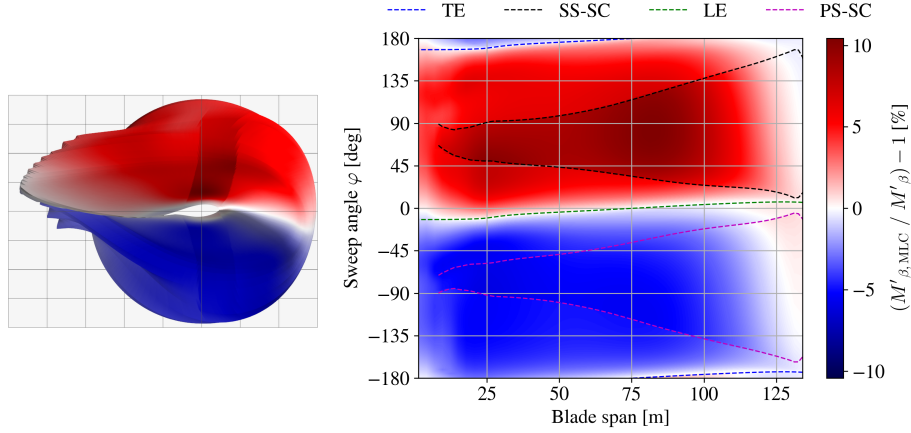 TE SS-SC LE PS-SC
180
135
90
45
0
−45
−90
−135
−180
Sweep angle φ [deg]
25 50 75 100 125
Blade span [m]
10
5
0
−5
−10
(M′β,MLC / M′β) − 1 [%]